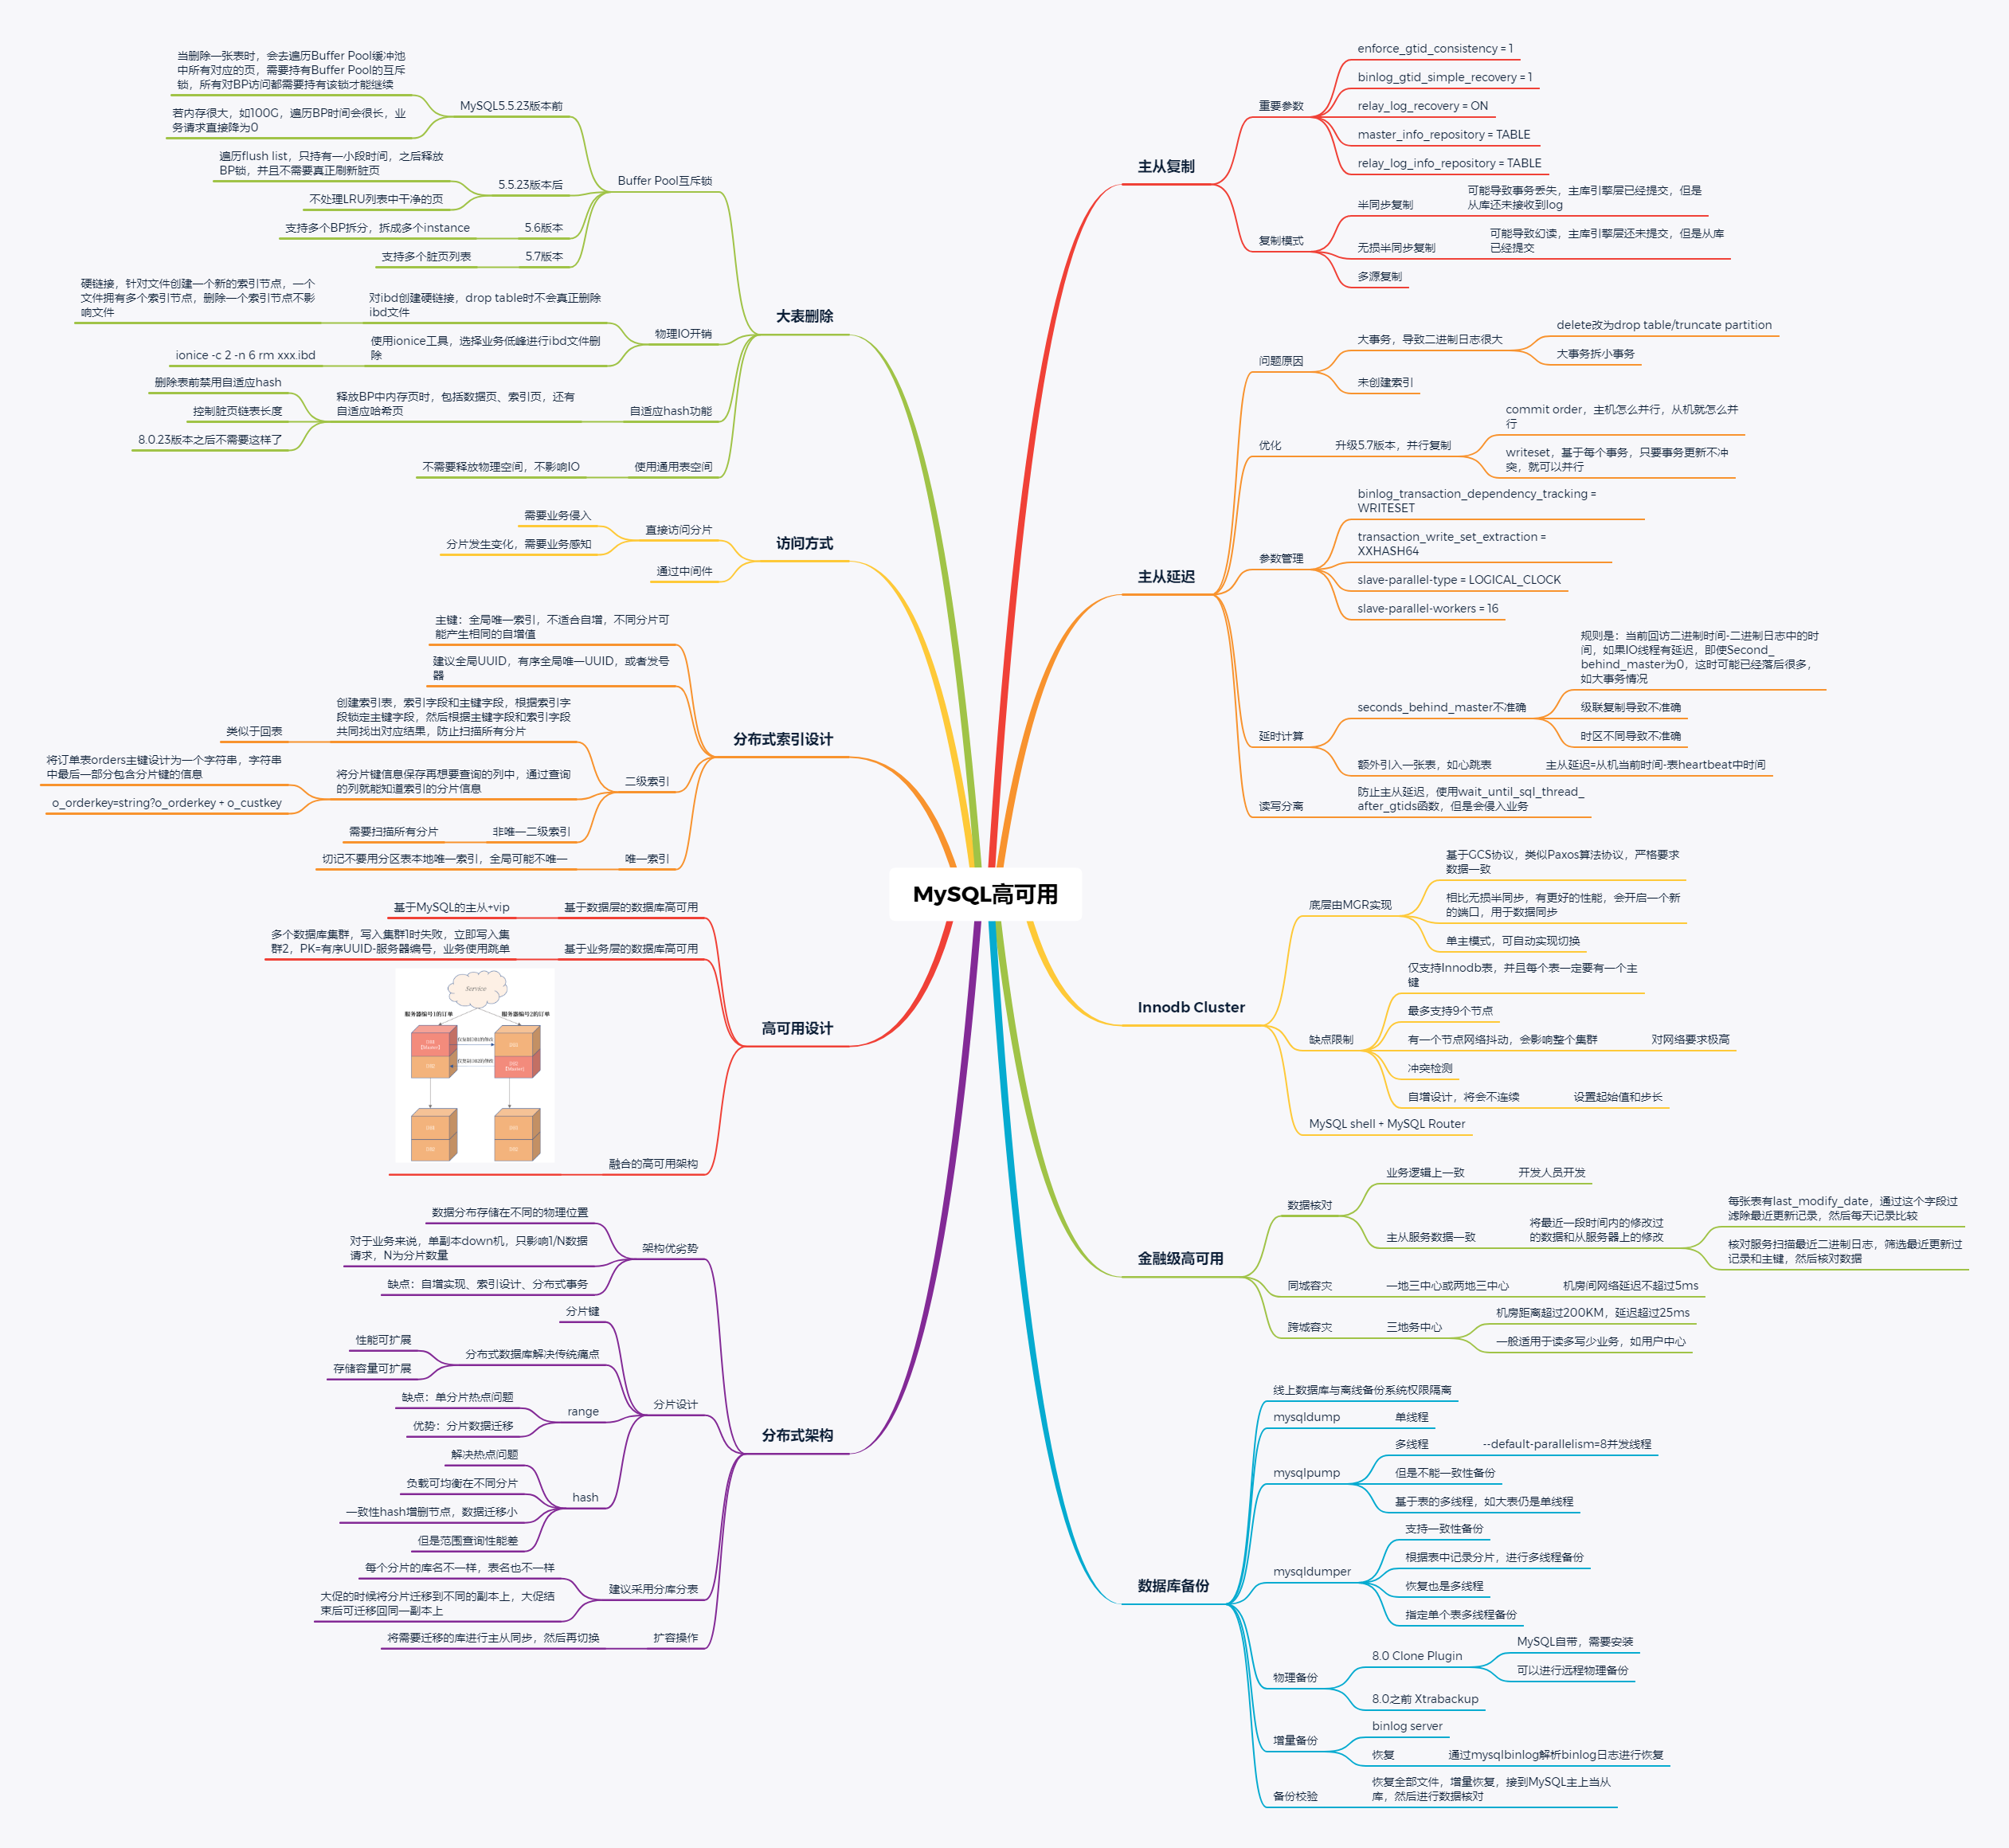 MySQL高可用
主从复制
重要参数
enforce_gtid_consistency = 1
binlog_gtid_simple_recovery = 1
relay_log_recovery = ON
master_info_repository = TABLE
relay_log_info_repository = TABLE
复制模式
半同步复制
可能导致事务丢失，主库引擎层已经提交，但是
从库还未接收到log
无损半同步复制
可能导致幻读，主库引擎层还未提交，但是从库
已经提交
多源复制
主从延迟
问题原因
大事务，导致二进制日志很大
delete改为drop table/truncate partition
大事务拆小事务
未创建索引
优化
升级5.7版本，并行复制
commit order，主机怎么并行，从机就怎么并
行
writeset，基于每个事务，只要事务更新不冲
突，就可以并行
参数管理
binlog_transaction_dependency_tracking =
WRITESET
transaction_write_set_extraction =
XXHASH64
slave-parallel-type = LOGICAL_CLOCK
slave-parallel-workers = 16
延时计算
seconds_behind_master不准确
规则是：当前回访二进制时间-二进制日志中的时
间，如果IO线程有延迟，即使Second_
behind_master为0，这时可能已经落后很多，
如大事务情况
级联复制导致不准确
时区不同导致不准确
额外引入一张表，如心跳表
主从延迟=从机当前时间-表heartbeat中时间
读写分离
防止主从延迟，使用wait_until_sql_thread_
after_gtids函数，但是会侵入业务
Innodb Cluster
底层由MGR实现
基于GCS协议，类似Paxos算法协议，严格要求
数据一致
相比无损半同步，有更好的性能，会开启一个新
的端口，用于数据同步
单主模式，可自动实现切换
缺点限制
仅支持Innodb表，并且每个表一定要有一个主
键
最多支持9个节点
有一个节点网络抖动，会影响整个集群
对网络要求极高
冲突检测
自增设计，将会不连续
设置起始值和步长
MySQL shell + MySQL Router
金融级高可用
数据核对
业务逻辑上一致
开发人员开发
主从服务数据一致
将最近一段时间内的修改过
的数据和从服务器上的修改
每张表有last_modify_date，通过这个字段过
滤除最近更新记录，然后每天记录比较
核对服务扫描最近二进制日志，筛选最近更新过
记录和主键，然后核对数据
同城容灾
一地三中心或两地三中心
机房间网络延迟不超过5ms
跨城容灾
三地务中心
机房距离超过200KM，延迟超过25ms
一般适用于读多写少业务，如用户中心
数据库备份
线上数据库与离线备份系统权限隔离
mysqldump
单线程
mysqlpump
多线程
--default-parallelism=8并发线程
但是不能一致性备份
基于表的多线程，如大表仍是单线程
mysqldumper
支持一致性备份
根据表中记录分片，进行多线程备份
恢复也是多线程
指定单个表多线程备份
物理备份
8.0 Clone Plugin
MySQL自带，需要安装
可以进行远程物理备份
8.0之前 Xtrabackup
增量备份
binlog server
恢复
通过mysqlbinlog解析binlog日志进行恢复
备份校验
恢复全部文件，增量恢复，接到MySQL主上当从
库，然后进行数据核对
大表删除
Buffer Pool互斥锁
MySQL5.5.23版本前
当删除一张表时，会去遍历Buffer Pool缓冲池
中所有对应的页，需要持有Buffer Pool的互斥
锁，所有对BP访问都需要持有该锁才能继续
若内存很大，如100G，遍历BP时间会很长，业
务请求直接降为0
5.5.23版本后
遍历flush list，只持有一小段时间，之后释放
BP锁，并且不需要真正刷新脏页
不处理LRU列表中干净的页
5.6版本
支持多个BP拆分，拆成多个instance
5.7版本
支持多个脏页列表
物理IO开销
对ibd创建硬链接，drop table时不会真正删除
ibd文件
硬链接，针对文件创建一个新的索引节点，一个
文件拥有多个索引节点，删除一个索引节点不影
响文件
使用ionice工具，选择业务低峰进行ibd文件删
除
ionice -c 2 -n 6 rm xxx.ibd
自适应hash功能
释放BP中内存页时，包括数据页、索引页，还有
自适应哈希页
删除表前禁用自适应hash
控制脏页链表长度
8.0.23版本之后不需要这样了
使用通用表空间
不需要释放物理空间，不影响IO
访问方式
直接访问分片
需要业务侵入
分片发生变化，需要业务感知
通过中间件
分布式索引设计
主键：全局唯一索引，不适合自增，不同分片可
能产生相同的自增值
建议全局UUID，有序全局唯一UUID，或者发号
器
二级索引
创建索引表，索引字段和主键字段，根据索引字
段锁定主键字段，然后根据主键字段和索引字段
共同找出对应结果，防止扫描所有分片
类似于回表
将分片键信息保存再想要查询的列中，通过查询
的列就能知道索引的分片信息
将订单表orders主键设计为一个字符串，字符串
中最后一部分包含分片键的信息
o_orderkey=string?o_orderkey + o_custkey
非唯一二级索引
需要扫描所有分片
唯一索引
切记不要用分区表本地唯一索引，全局可能不唯一
高可用设计
基于数据层的数据库高可用
基于MySQL的主从+vip
基于业务层的数据库高可用
多个数据库集群，写入集群1时失败，立即写入集
群2，PK=有序UUID-服务器编号，业务使用跳单
融合的高可用架构
Service
服务器编号1的订单
服务器编号2的订单
分布式架构
架构优劣势
数据分布存储在不同的物理位置
对于业务来说，单副本down机，只影响1/N数据
请求，N为分片数量
缺点：自增实现、索引设计、分布式事务
分片设计
分片键
分布式数据库解决传统痛点
性能可扩展
存储容量可扩展
range
缺点：单分片热点问题
优势：分片数据迁移
hash
解决热点问题
负载可均衡在不同分片
一致性hash增删节点，数据迁移小
但是范围查询性能差
建议采用分库分表
每个分片的库名不一样，表名也不一样
大促的时候将分片迁移到不同的副本上，大促结
束后可迁移回同一副本上
扩容操作
将需要迁移的库进行主从同步，然后再切换